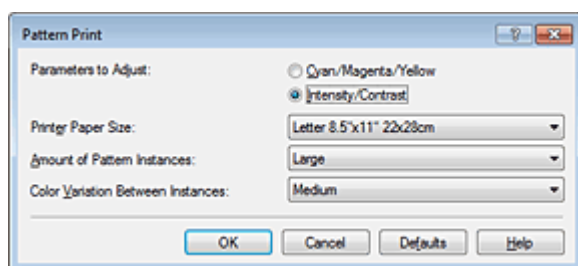 Pattern Print
Parameters to Adjust: Cyan/Magenta/Yellow
Intensity/Contrast
Printer Paper Size: Letter 8.5"x11" 22x28cm
Amount of Pattern Instances: Large
Color Variation Between Instances: Medium
OK Cancel Defaults Help